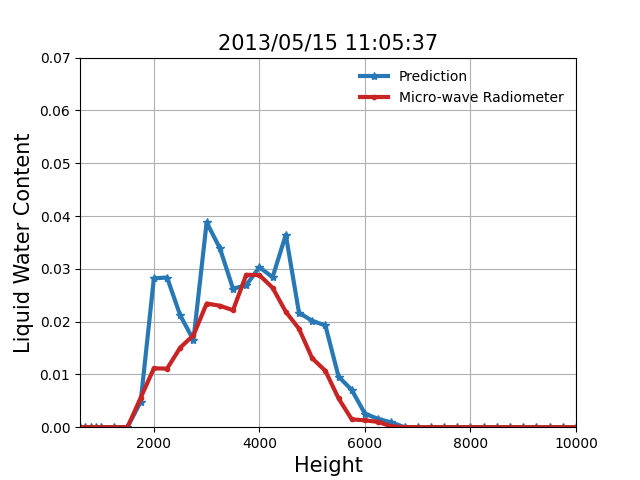 2013/05/15 11:05:37
0.07
0.06
0.05
0.04
0.03
0.02
0.01
0.00
Liquid Water Content
Prediction
Micro-wave Radiometer
2000 4000 6000 8000 10000
Height